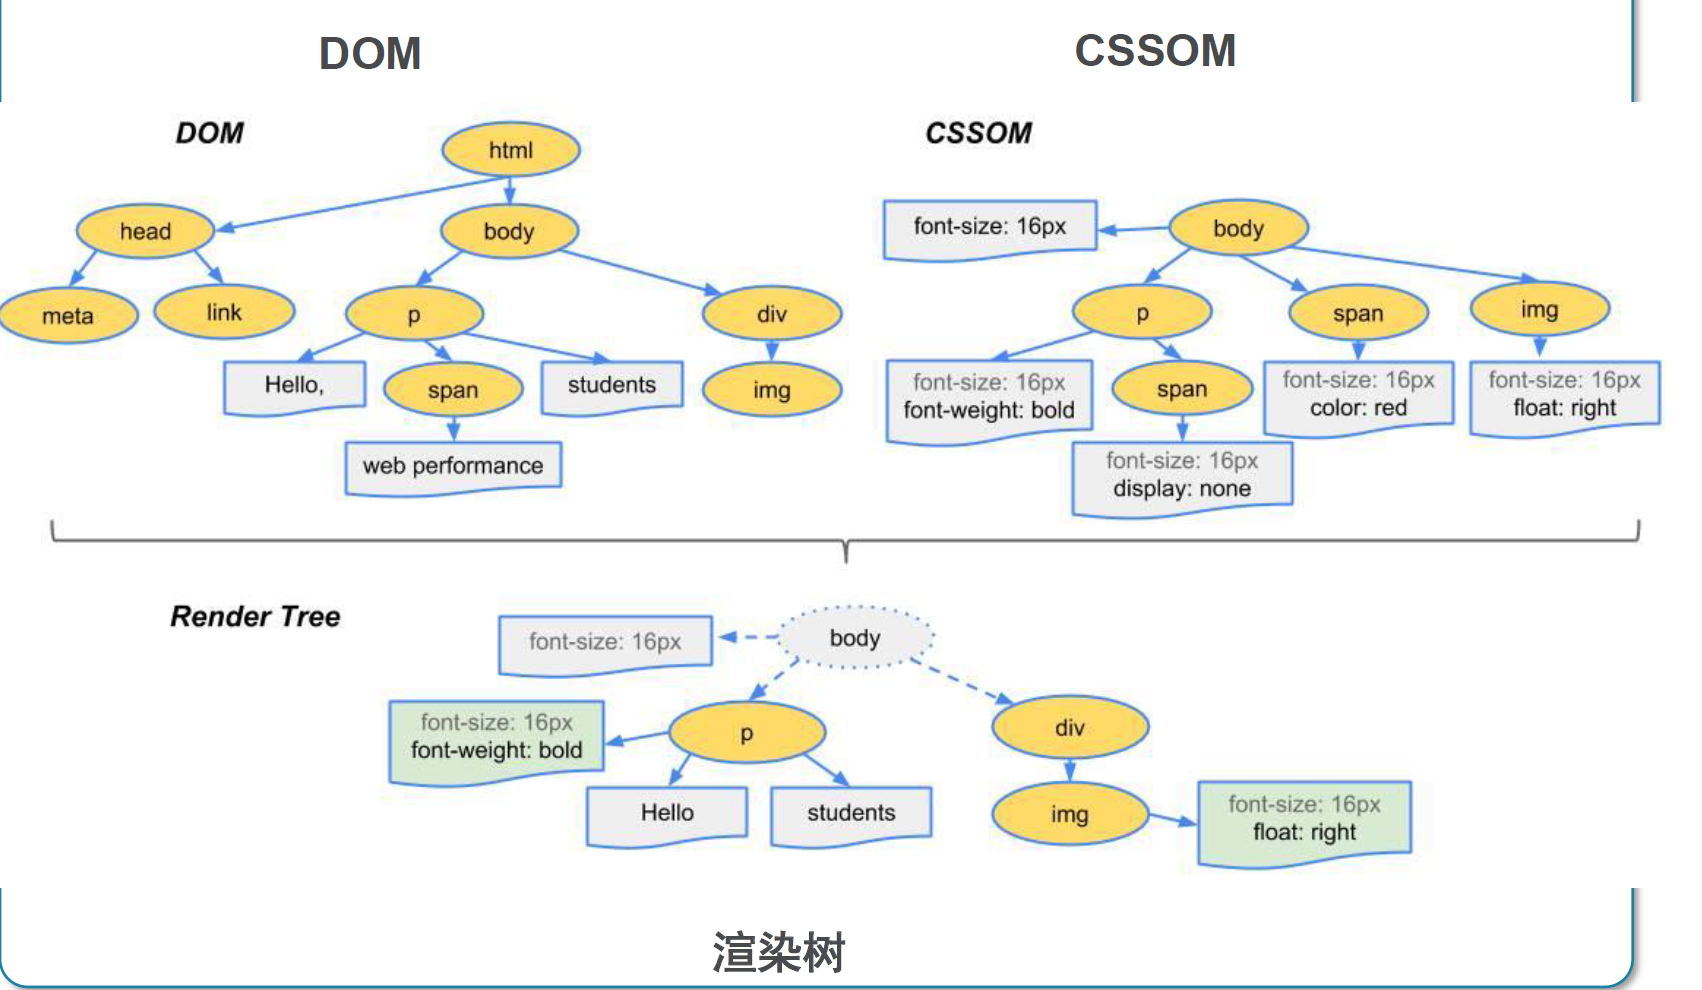 DOM
CSSOM
DOM
html
head
body
meta
link
p
div
Hello,
span
students
img
web performance
CSSOM
font-size: 16px
body
p
span
img
font-size: 16px
font-weight: bold
span
font-size: 16px
color: red
font-size: 16px
float: right
font-size: 16px
display: none
Render Tree
font-size: 16px
body
font-size: 16px
font-weight: bold
p
div
Hello
students
img
font-size: 16px
float: right
渲染树